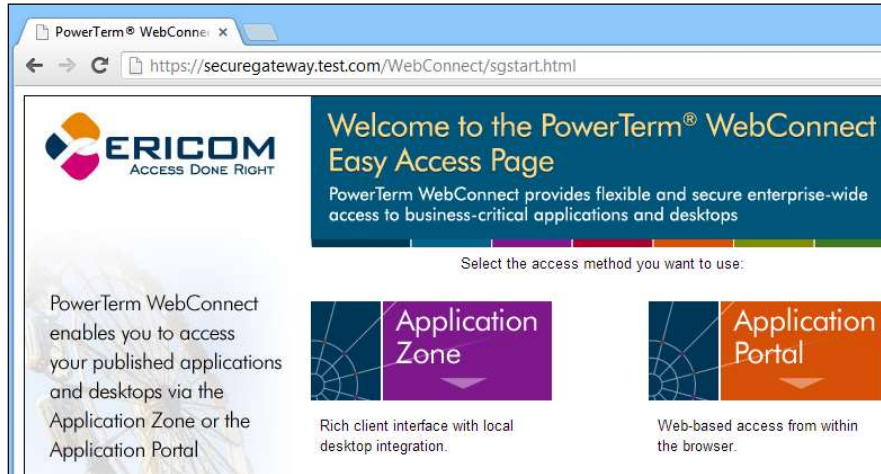 PowerTerm® WebConne
https://securegateway.test.com/WebConnect/sgstart.html
ERICOM
ACCESS DONE RIGHT
Welcome to the PowerTerm® WebConnect
Easy Access Page
PowerTerm WebConnect provides flexible and secure enterprise-wide
access to business-critical applications and desktops
Select the access method you want to use:
PowerTerm WebConnect
enables you to access
your published applications
and desktops via the
Application Zone or the
Application Portal
Application
Zone
Rich client interface with local
desktop integration.
Application
Portal
Web-based access from within
the browser.